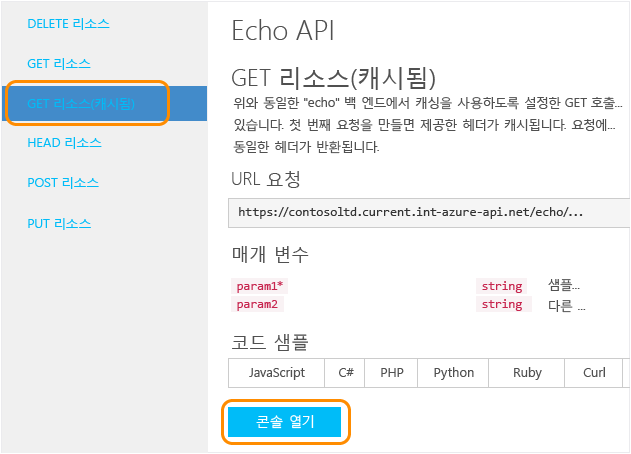 DELETE 리소스
GET 리소스
GET 리소스(캐시됨)
HEAD 리소스
POST 리소스
PUT 리소스
Echo API
GET 리소스(캐시됨)
위와 동일한 "echo" 백 엔드에서 캐싱을 사용하도록 설정한 GET 호출...
있습니다. 첫 번째 요청을 만들면 제공한 헤더가 캐시됩니다. 요청에...
동일한 헤더가 반환됩니다.
URL 요청
https://contosoltd.current.int-azure-api.net/echo/...
매개 변수
param1* string 샘플...
param2 string 다른 ...
코드 샘플
JavaScript C# PHP Python Ruby Curl
콘솔 열기